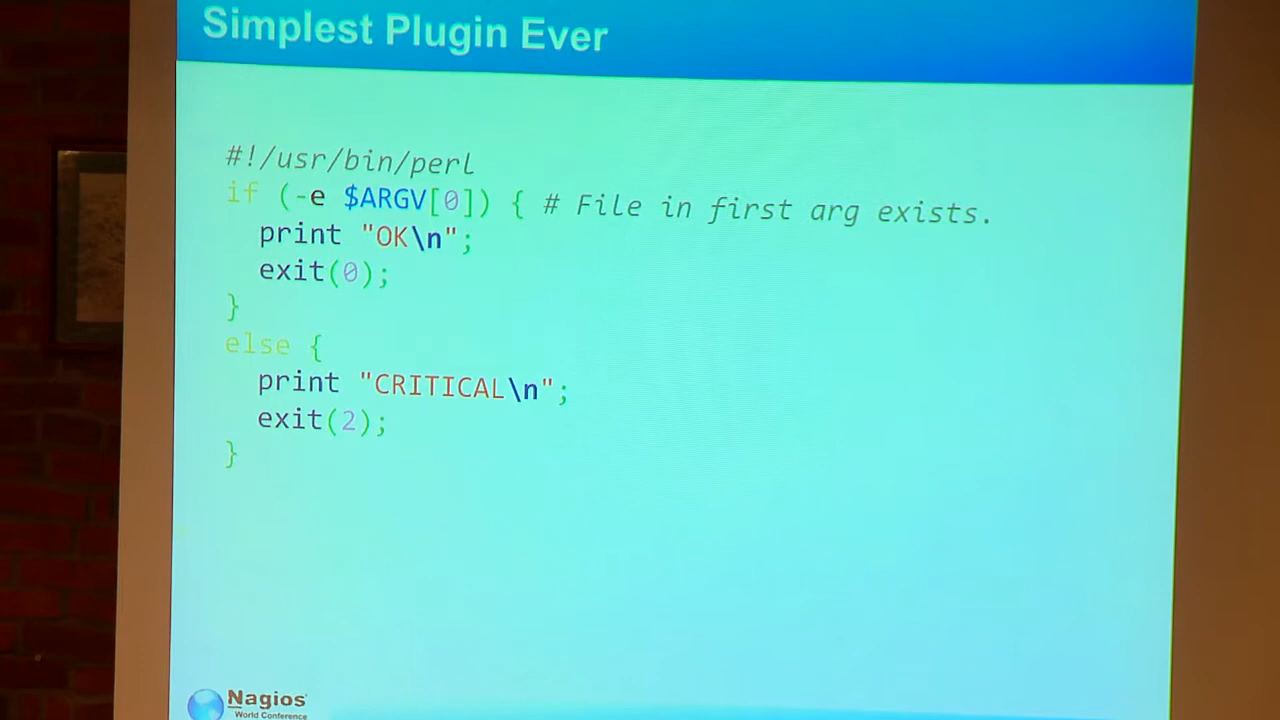 Simplest Plugin Ever
#!/usr/bin/perl
if (-e $ARGV[0]) { # File in first arg exists.
  print "OK\n";
  exit(0);
}
else {
  print "CRITICAL\n";
  exit(2);
}
Nagios
World Conference